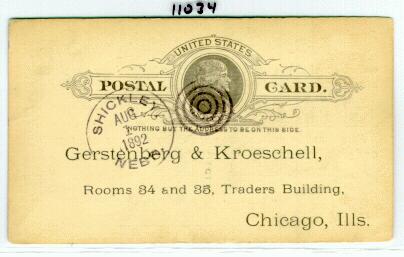 11034
UNITED STATES
POSTAL CARD.
SHICKLEY
AUG
1
1892
NEB.
NOTHING BUT THE ADDRESS TO BE ON THIS SIDE.
Gerstenberg & Kroeschell,
Rooms 34 and 35, Traders Building,
Chicago, Ills.